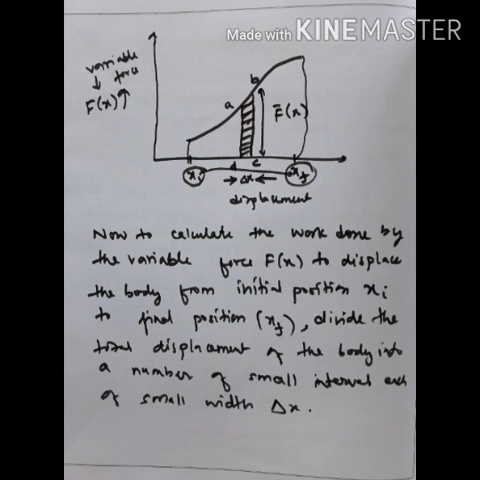 Made with KINEMASTER
variable
force
F(x)
a
b
F(x)
d
c
xi
Δx
xf
displacement
Now to calculate the work done by
the variable force F(x) to displace
the body from initial position xi
to final position (xf), divide the
total displacment of the body into
a number of small interval each
of small width Δx.